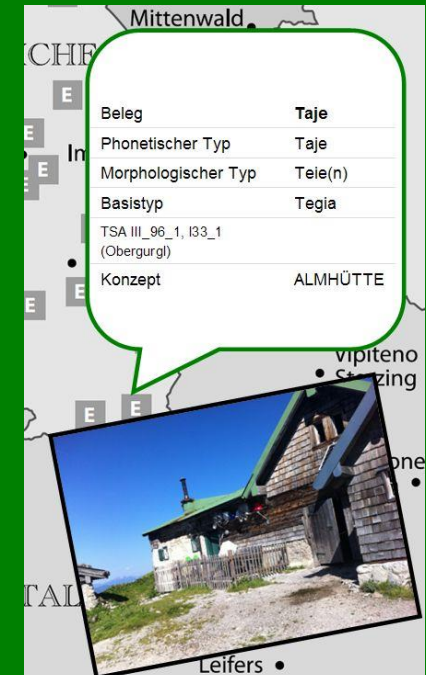 Mittenwald
E
E
E
E
Beleg Taje
Phonetischer Typ Taje
Morphologischer Typ Teie(n)
Basistyp Tegia
TSA III_96_1, I33_1
(Obergurgl)
Konzept ALMHÜTTE
E
E
Vipiteno
E
E
Leifers